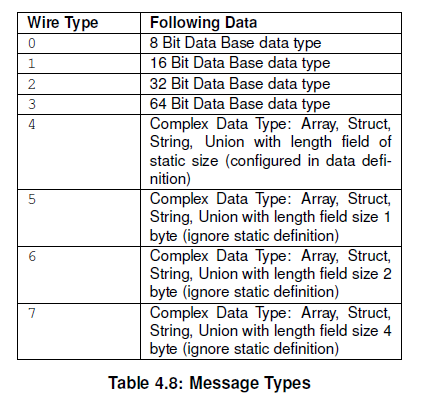 Wire Type Following Data
0 8 Bit Data Base data type
1 16 Bit Data Base data type
2 32 Bit Data Base data type
3 64 Bit Data Base data type
4 Complex Data Type: Array, Struct,
String, Union with length field of
static size (configured in data defi-
nition)
5 Complex Data Type: Array, Struct,
String, Union with length field size 1
byte (ignore static definition)
6 Complex Data Type: Array, Struct,
String, Union with length field size 2
byte (ignore static definition)
7 Complex Data Type: Array, Struct,
String, Union with length field size 4
byte (ignore static definition)
Table 4.8: Message Types